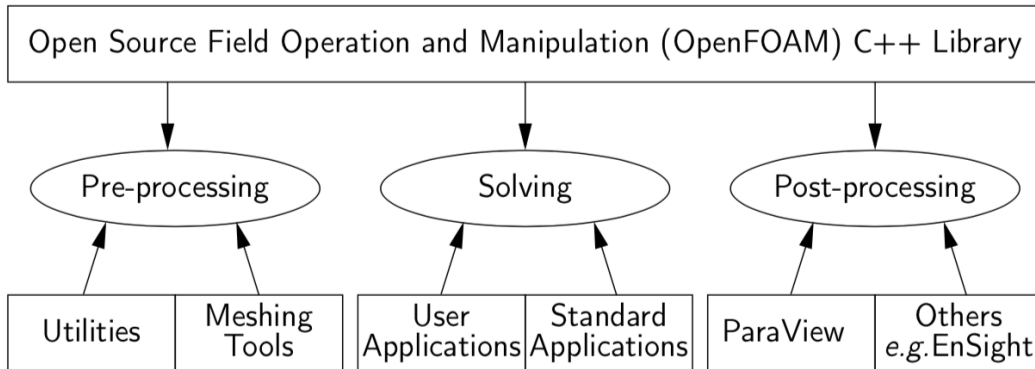 Open Source Field Operation and Manipulation (OpenFOAM) C++ Library
Pre-processing
Solving
Post-processing
Utilities
Meshing
Tools
User
Applications
Standard
Applications
ParaView
Others
e.g.EnSight